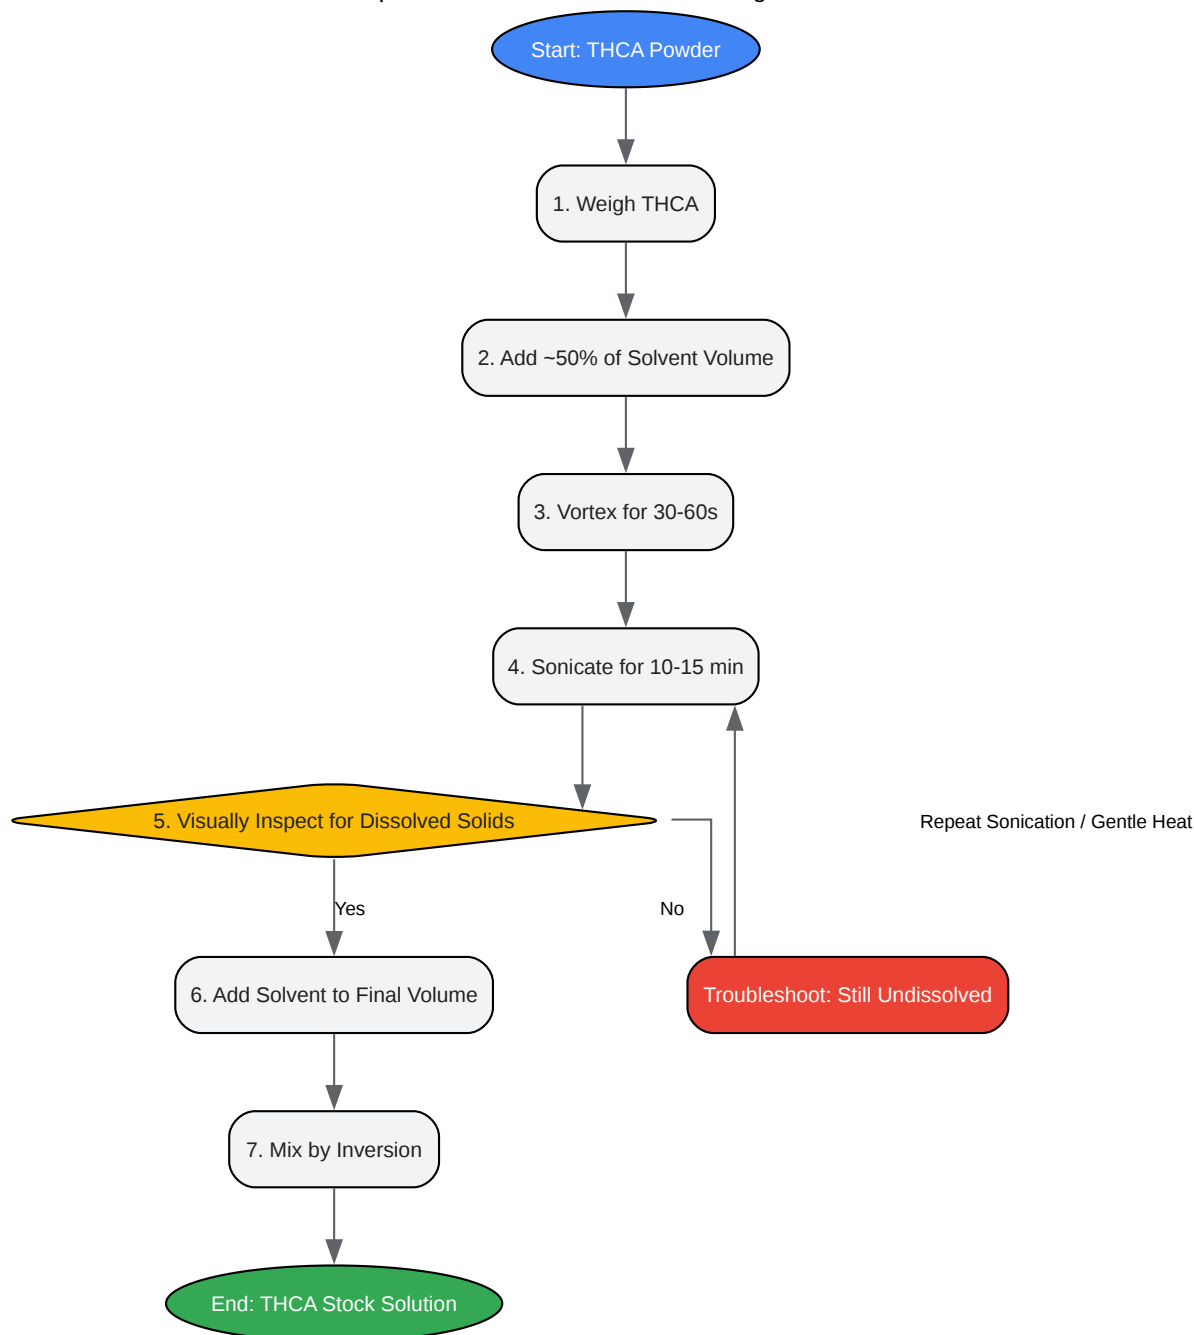 Start: THCA Powder
1. Weigh THCA
2. Add ~50% of Solvent Volume
3. Vortex for 30-60s
4. Sonicate for 10-15 min
5. Visually Inspect for Dissolved Solids
Repeat Sonication / Gentle Heat
Yes
No
6. Add Solvent to Final Volume
Troubleshoot: Still Undissolved
7. Mix by Inversion
End: THCA Stock Solution